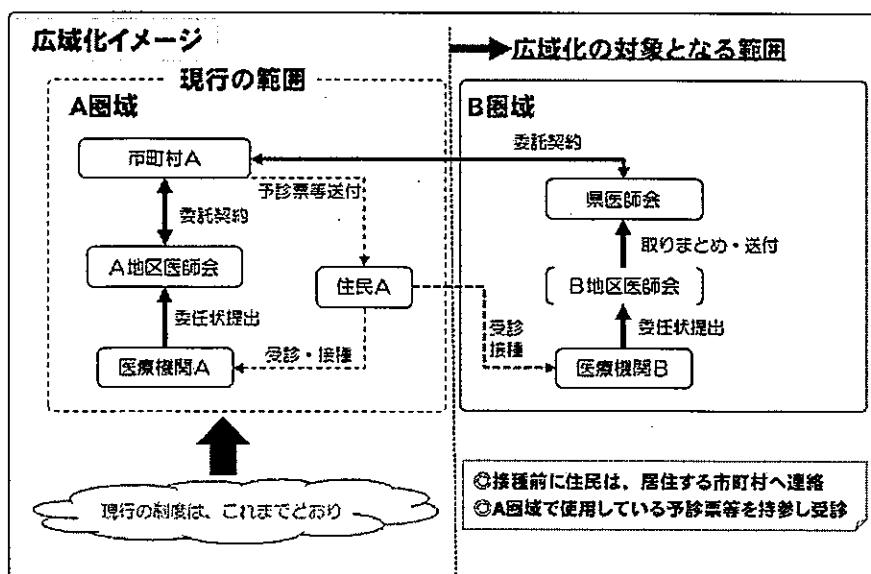 広域化イメージ
広域化の対象となる範囲
現行の範囲
A圏域
市町村A
予診票等送付
委託契約
A地区医師会
住民A
委任状提出
受診・接種
医療機関A
現行の制度は、これまでどおり
B圏域
委託契約
県医師会
取りまとめ・送付
B地区医師会
委任状提出
受診
接種
医療機関B
◎接種前に住民は、居住する市町村へ連絡
◎A圏域で使用している予診票等を持参し受診